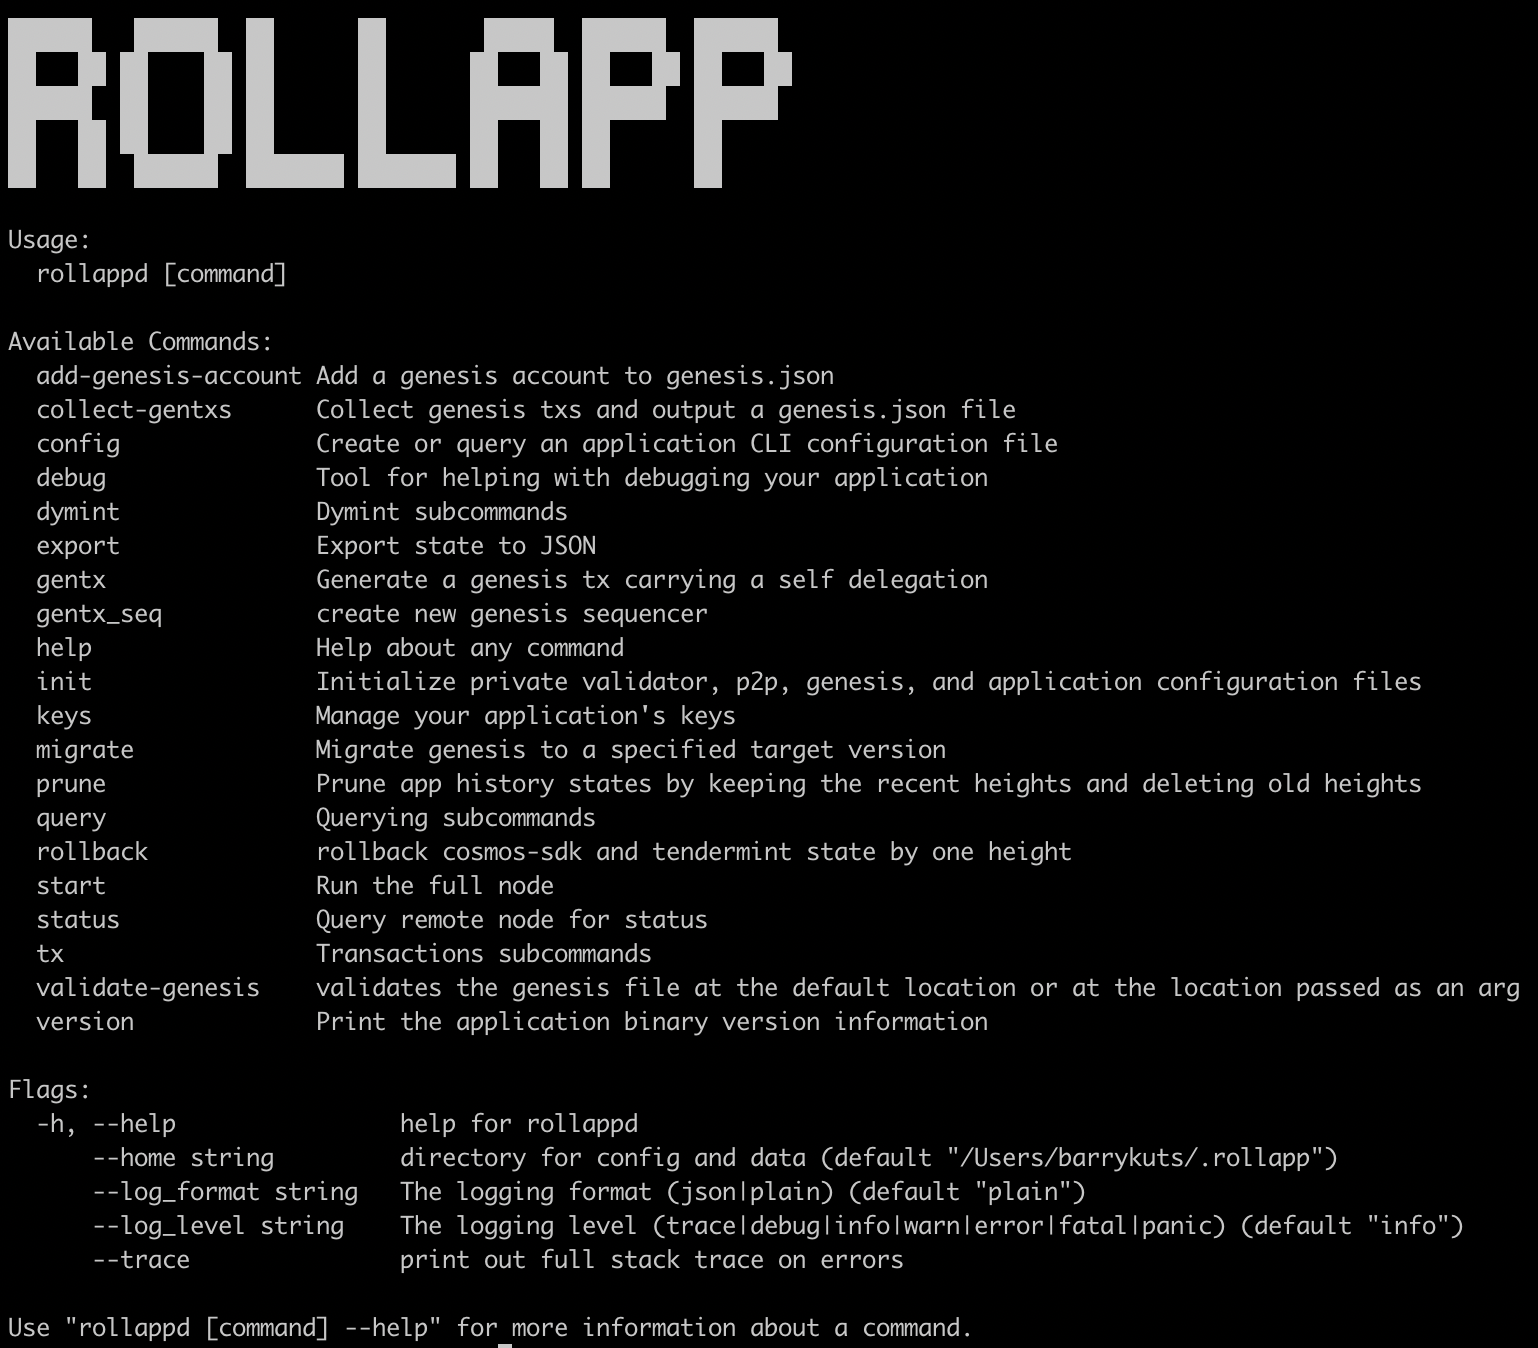 ROLLAPP
Usage:
  rollappd [command]
Available Commands:
  add-genesis-account Add a genesis account to genesis.json
  collect-gentxs      Collect genesis txs and output a genesis.json file
  config              Create or query an application CLI configuration file
  debug               Tool for helping with debugging your application
  dymint              Dymint subcommands
  export              Export state to JSON
  gentx               Generate a genesis tx carrying a self delegation
  gentx_seq           create new genesis sequencer
  help                Help about any command
  init                Initialize private validator, p2p, genesis, and application configuration files
  keys                Manage your application's keys
  migrate             Migrate genesis to a specified target version
  prune               Prune app history states by keeping the recent heights and deleting old heights
  query               Querying subcommands
  rollback            rollback cosmos-sdk and tendermint state by one height
  start               Run the full node
  status              Query remote node for status
  tx                  Transactions subcommands
  validate-genesis    validates the genesis file at the default location or at the location passed as an arg
  version             Print the application binary version information
Flags:
  -h, --help                help for rollappd
      --home string         directory for config and data (default "/Users/barrykuts/.rollapp")
      --log_format string   The logging format (json|plain) (default "plain")
      --log_level string    The logging level (trace|debug|info|warn|error|fatal|panic) (default "info")
      --trace               print out full stack trace on errors
Use "rollappd [command] --help" for more information about a command.